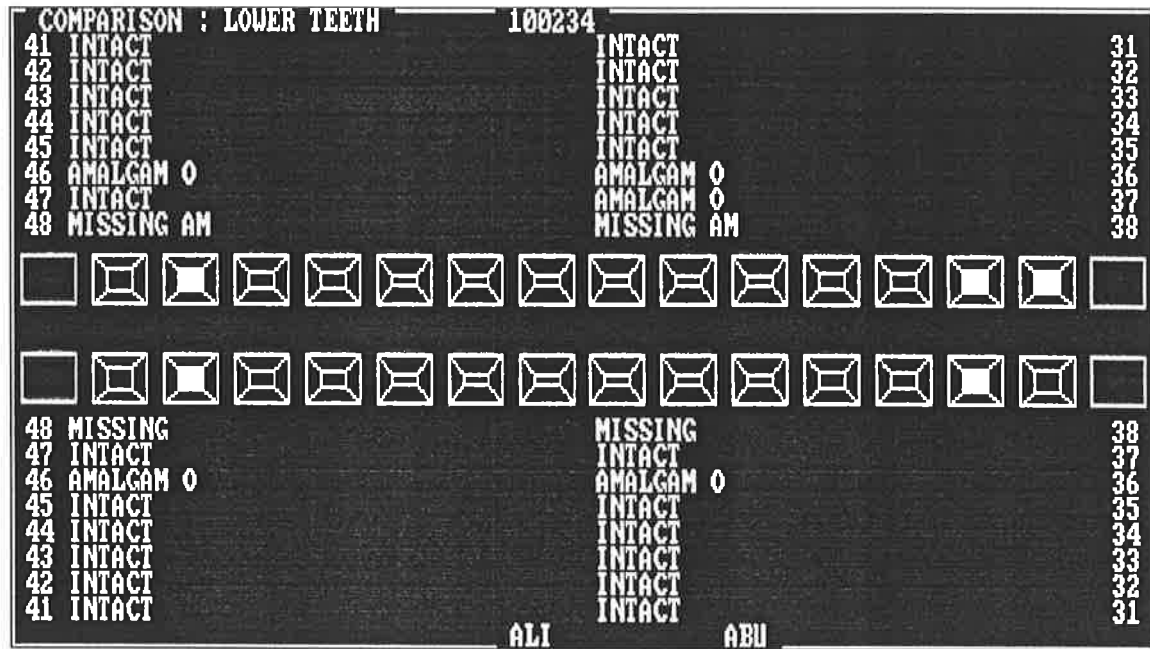 COMPARISON : LOWER TEETH 100234
41 INTACT INTACT 31
42 INTACT INTACT 32
43 INTACT INTACT 33
44 INTACT INTACT 34
45 INTACT INTACT 35
46 AMALGAM O AMALGAM O 36
47 INTACT AMALGAM O 37
48 MISSING AM MISSING AM 38
48 MISSING MISSING 38
47 INTACT INTACT 37
46 AMALGAM O AMALGAM O 36
45 INTACT INTACT 35
44 INTACT INTACT 34
43 INTACT INTACT 33
42 INTACT INTACT 32
41 INTACT INTACT 31
ALI ABU